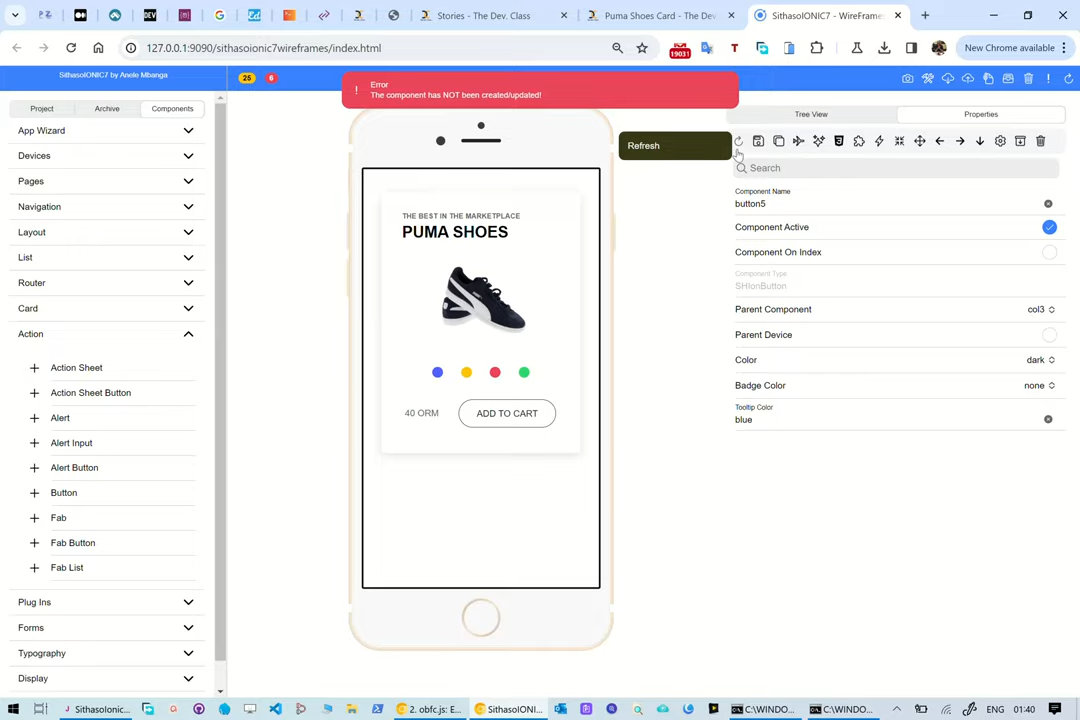 Stories - The Dev. Class
Puma Shoes Card - The De
SithasoIONIC7 - WireFrames
127.0.0.1:9090/sithasoionic7wireframes/index.html
19031
New Chrome available
SithasoIONIC7 by Anele Mbanga
25
6
Error
The component has NOT been created/updated!
Project
Archive
Components
App Wizard
Devices
Pages
Navigation
Layout
List
Router
Card
Action
Action Sheet
Action Sheet Button
Alert
Alert Input
Alert Button
Button
Fab
Fab Button
Fab List
Plug Ins
Forms
Typography
Display
THE BEST IN THE MARKETPLACE
PUMA SHOES
40 ORM
ADD TO CART
Refresh
Tree View
Properties
Search
Component Name
button5
Component Active
Component On Index
Component Type
SHIonButton
Parent Component
col3
Parent Device
Color
dark
Badge Color
none
Tooltip Color
blue
SithasoIonic...
2. obfc.js: E...
SithasoIONI...
C:\WINDO...
C:\WINDO...
ENG
01:40